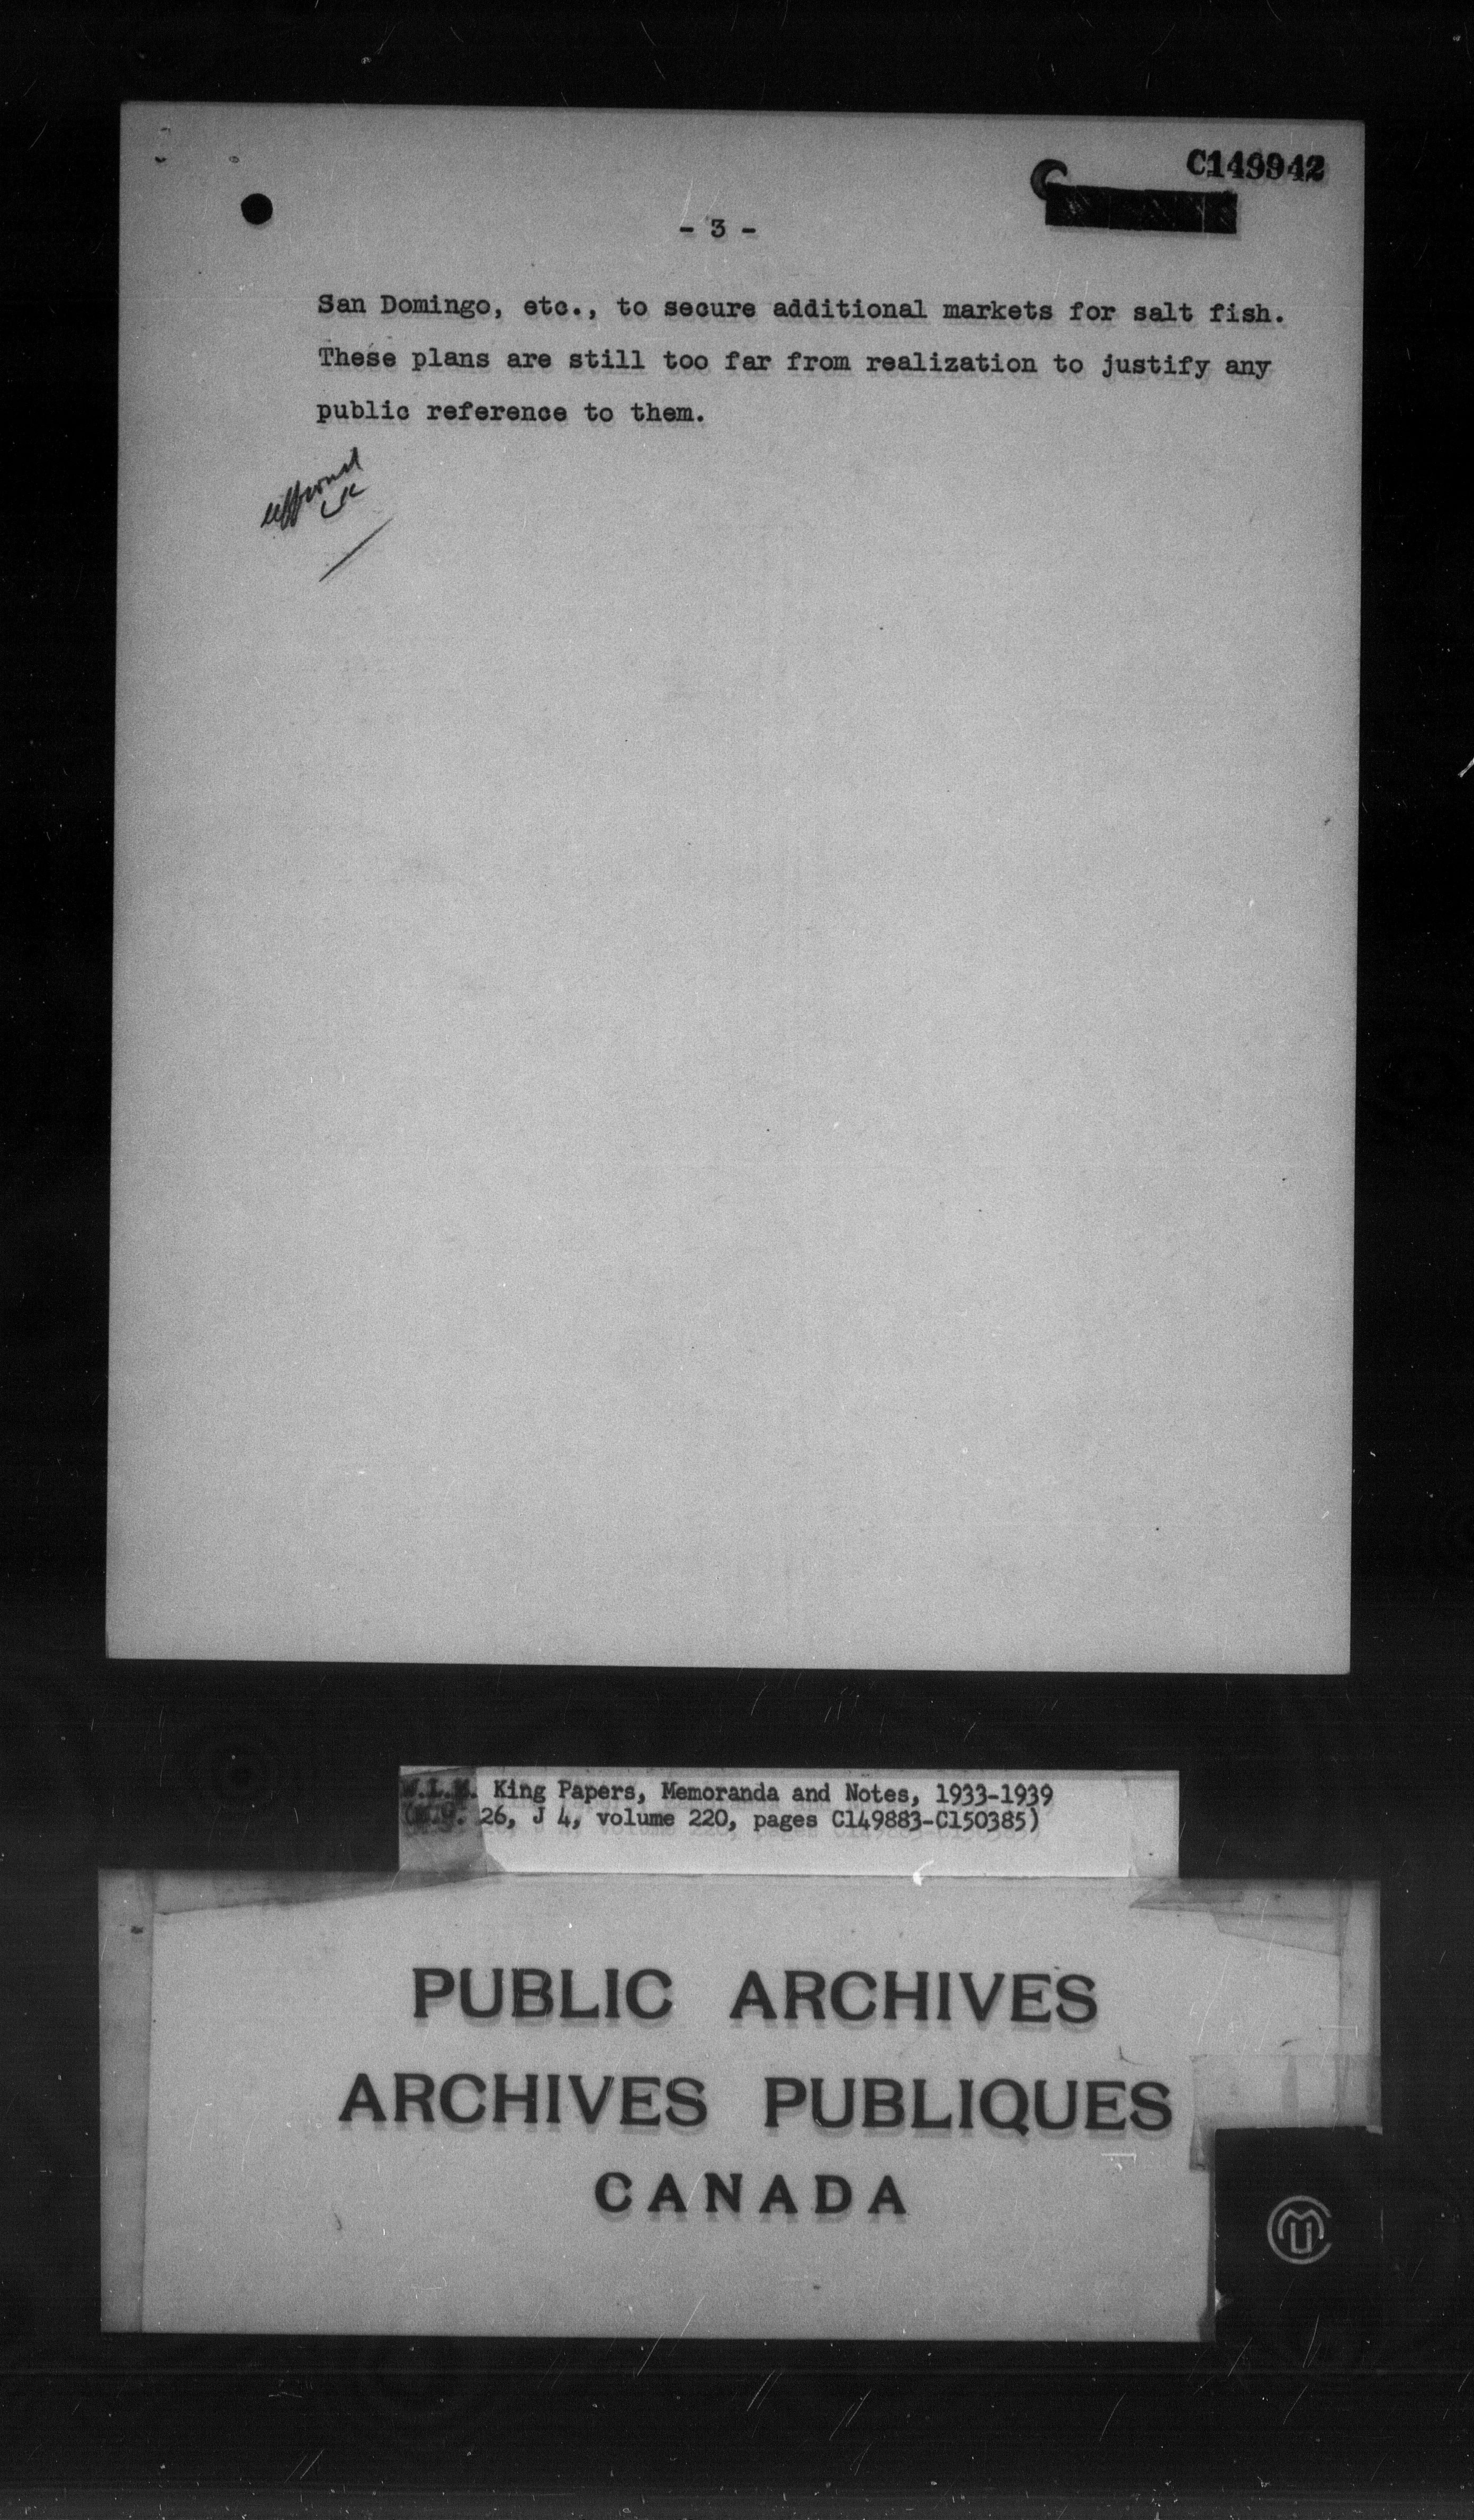 C149942
- 3 -
San Domingo, etc., to secure additional markets for salt fish.
These plans are still too far from realization to justify any
public reference to them.
W.L.M. King Papers, Memoranda and Notes, 1933-1939
(M.G. 26, J 4, volume 220, pages C149883-C150385)
PUBLIC ARCHIVES
ARCHIVES PUBLIQUES
CANADA